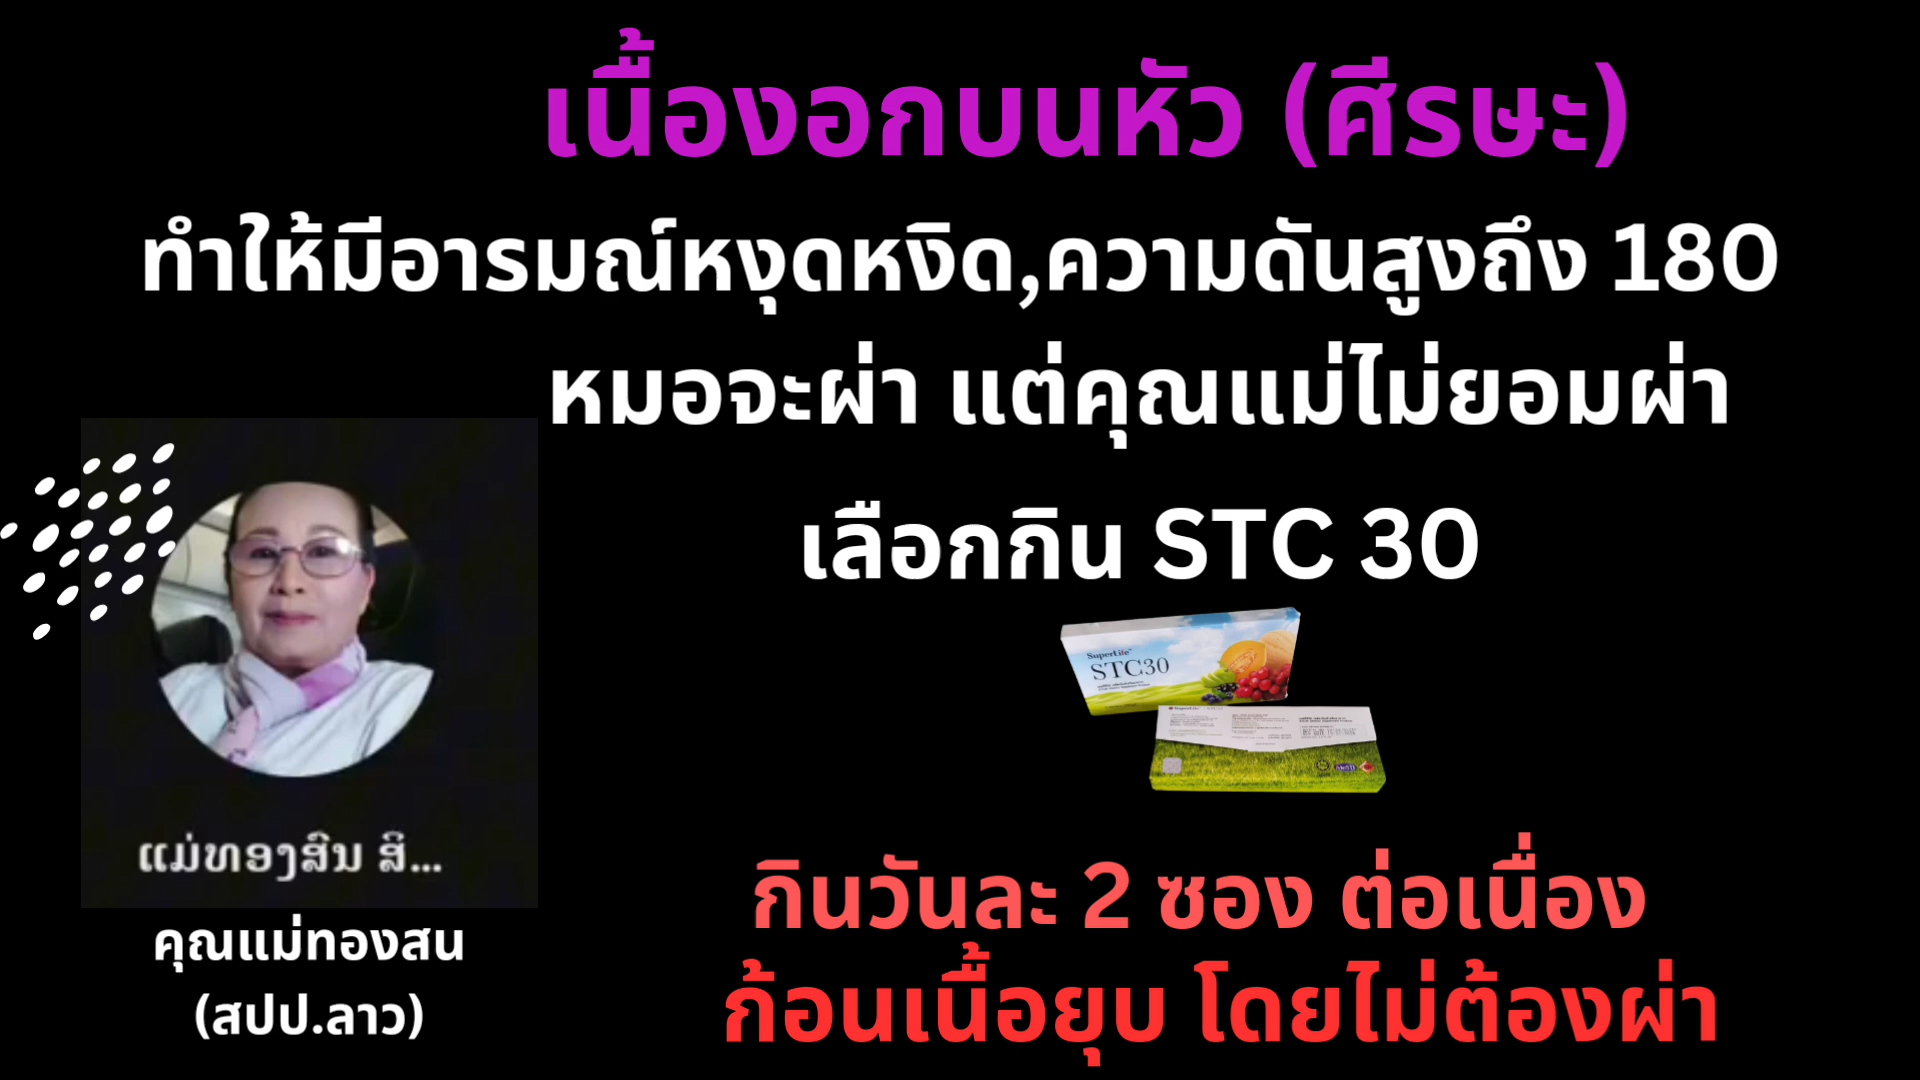 เนื้องอกบนหัว (ศีรษะ)
ทำให้มีอารมณ์หงุดหงิด,ความดันสูงถึง 180
หมอจะผ่า แต่คุณแม่ไม่ยอมผ่า
เลือกกิน STC 30
SuperLife
STC30
ແມ່ທອງສິນ ສິ...
คุณแม่ทองสน
(สปป.ลาว)
กินวันละ 2 ซอง ต่อเนื่อง
ก้อนเนื้อยุบ โดยไม่ต้องผ่า